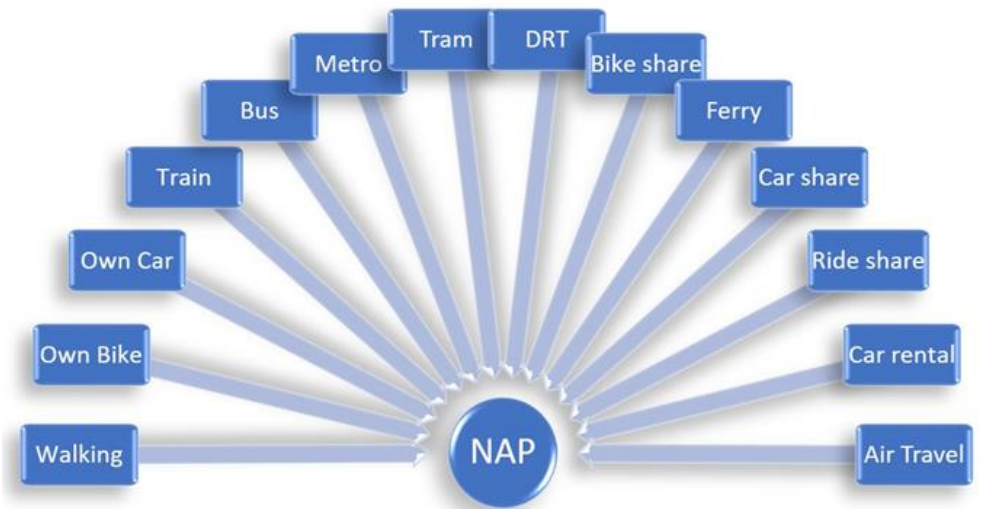 Tram
DRT
Metro
Bike share
Bus
Ferry
Train
Car share
Own Car
Ride share
Own Bike
Car rental
Walking
NAP
Air Travel